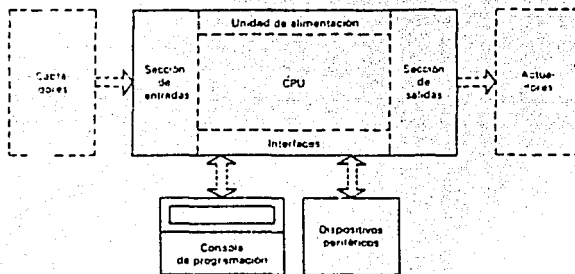 Unidad de alimentación
Capta-
dores
Sección
de
entradas
CPU
Sección
de
salidas
Actua-
dores
Interfaces
Consola
de programación
Dispositivos
periféricos